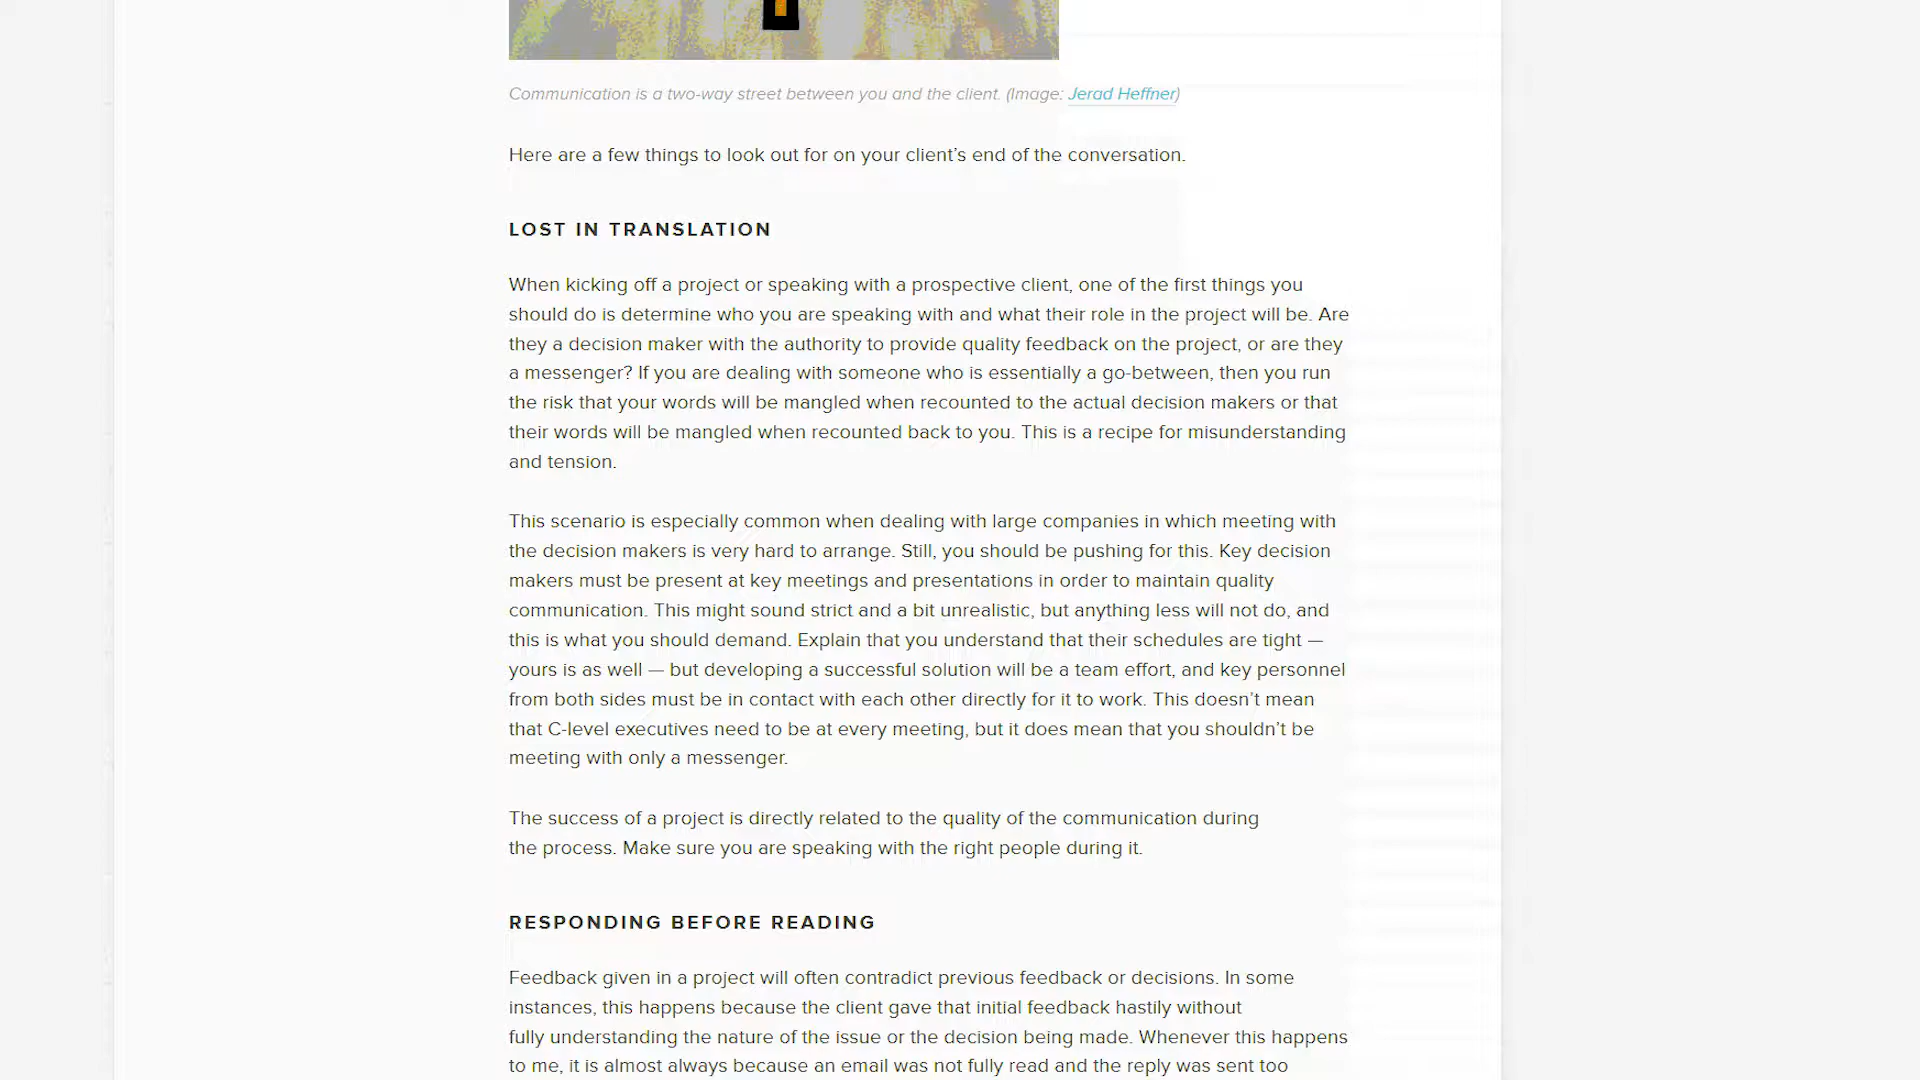 Communication is a two-way street between you and the client. (Image: Jerad Heffner)
Here are a few things to look out for on your client’s end of the conversation.
LOST IN TRANSLATION
When kicking off a project or speaking with a prospective client, one of the first things you
should do is determine who you are speaking with and what their role in the project will be. Are
they a decision maker with the authority to provide quality feedback on the project, or are they
a messenger? If you are dealing with someone who is essentially a go-between, then you run
the risk that your words will be mangled when recounted to the actual decision makers or that
their words will be mangled when recounted back to you. This is a recipe for misunderstanding
and tension.
This scenario is especially common when dealing with large companies in which meeting with
the decision makers is very hard to arrange. Still, you should be pushing for this. Key decision
makers must be present at key meetings and presentations in order to maintain quality
communication. This might sound strict and a bit unrealistic, but anything less will not do, and
this is what you should demand. Explain that you understand that their schedules are tight —
yours is as well — but developing a successful solution will be a team effort, and key personnel
from both sides must be in contact with each other directly for it to work. This doesn’t mean
that C-level executives need to be at every meeting, but it does mean that you shouldn’t be
meeting with only a messenger.
The success of a project is directly related to the quality of the communication during
the process. Make sure you are speaking with the right people during it.
RESPONDING BEFORE READING
Feedback given in a project will often contradict previous feedback or decisions. In some
instances, this happens because the client gave that initial feedback hastily without
fully understanding the nature of the issue or the decision being made. Whenever this happens
to me, it is almost always because an email was not fully read and the reply was sent too